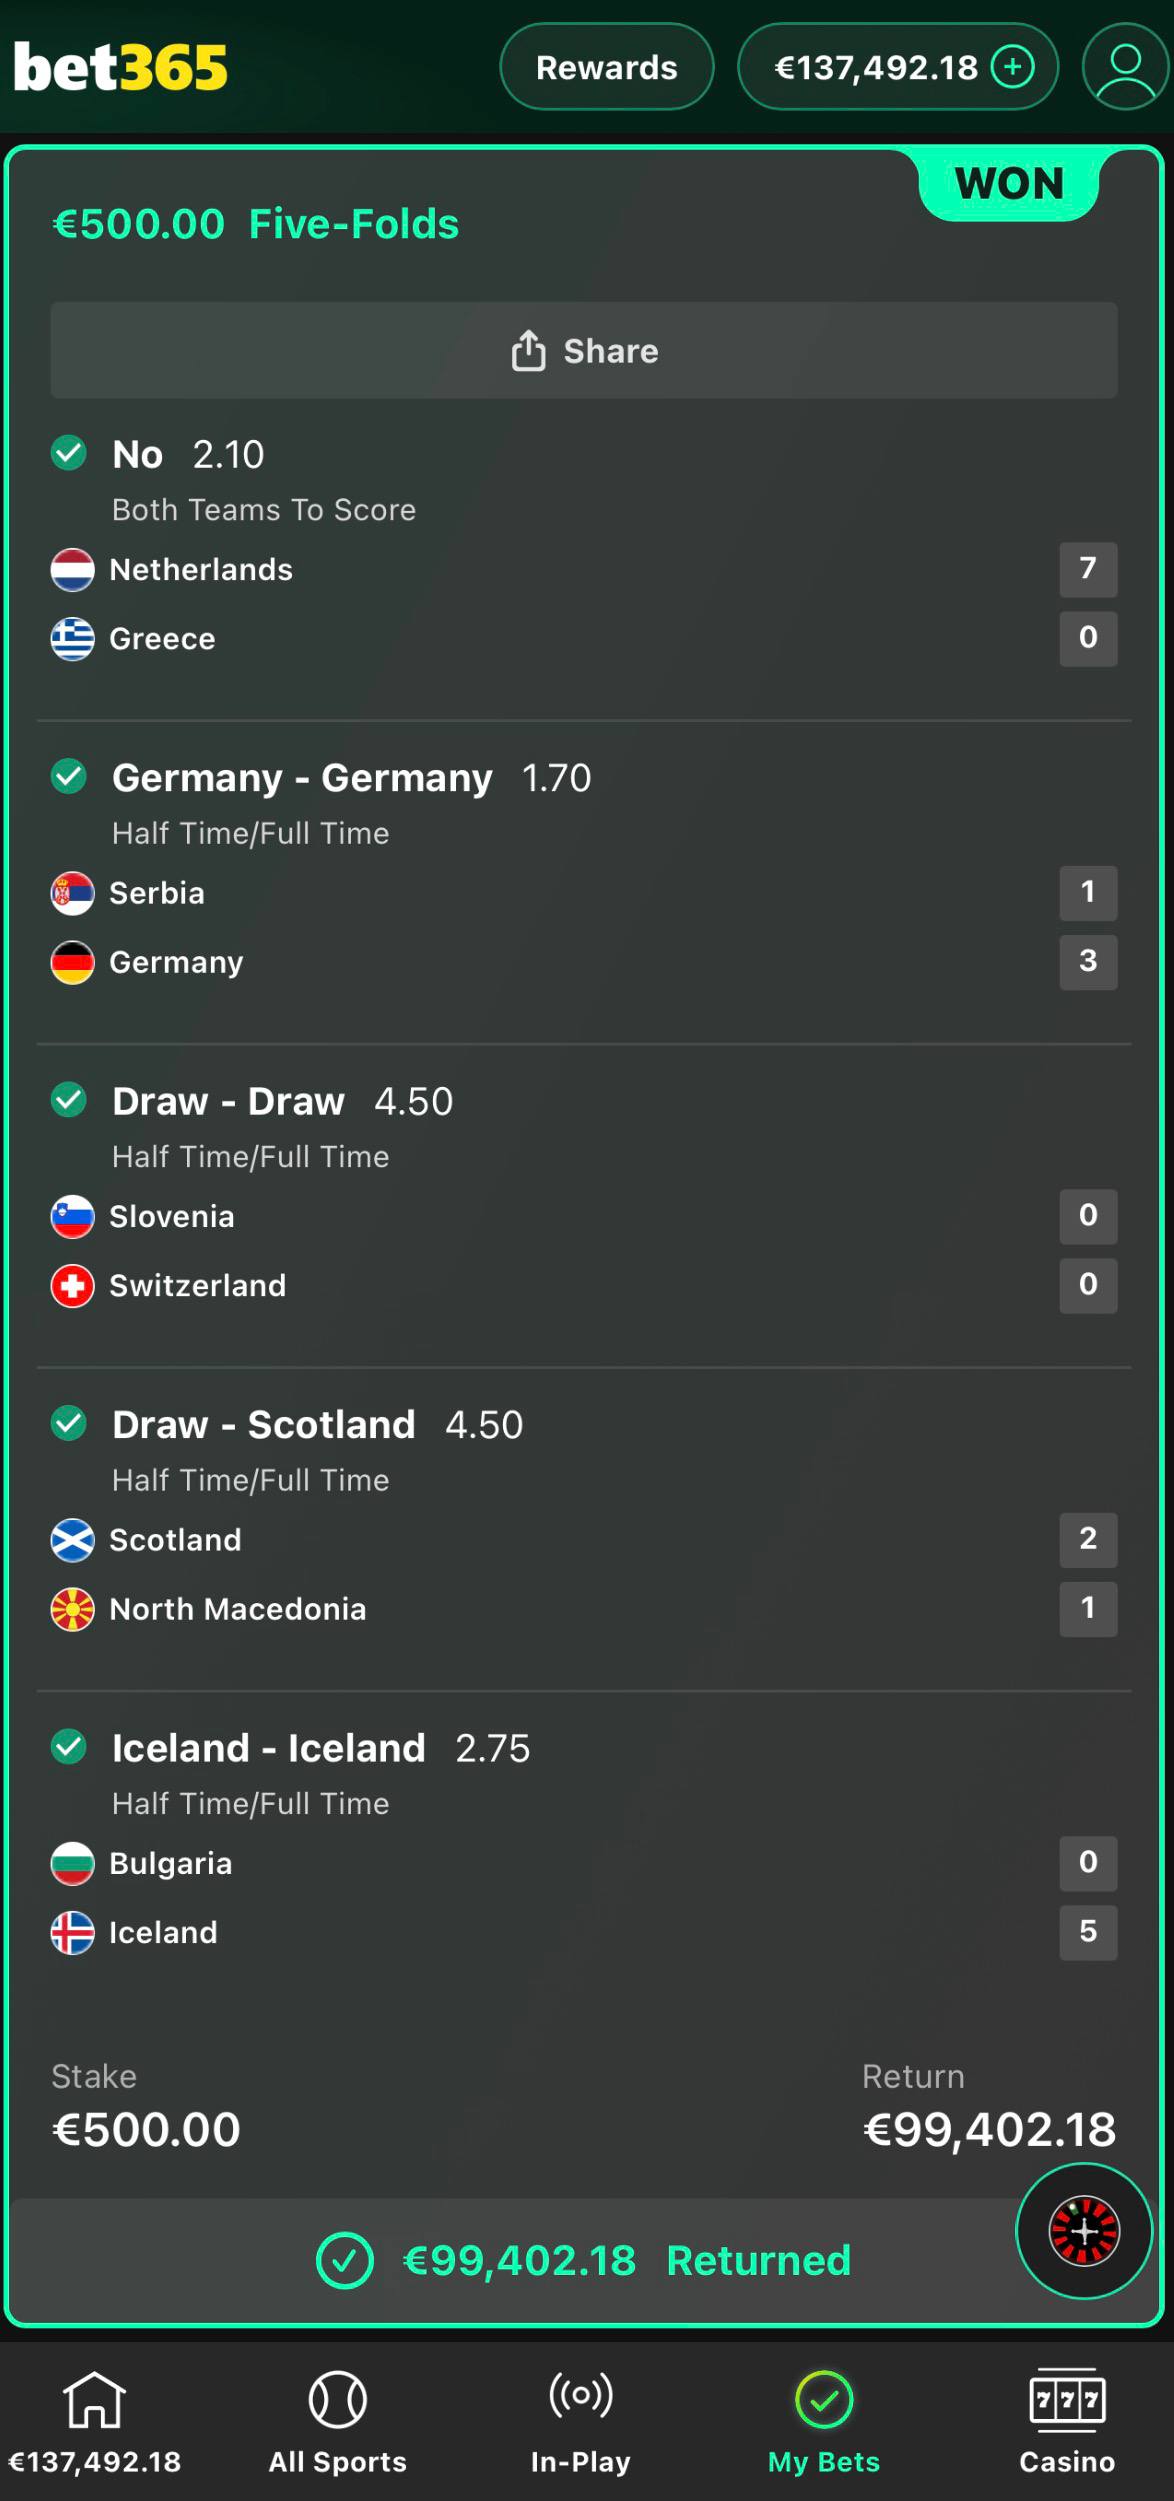 bet365 Rewards €137,492.18
WON
€500.00 Five-Folds
Share
No 2.10
Both Teams To Score
Netherlands 7
Greece 0
Germany - Germany 1.70
Half Time/Full Time
Serbia 1
Germany 3
Draw - Draw 4.50
Half Time/Full Time
Slovenia 0
Switzerland 0
Draw - Scotland 4.50
Half Time/Full Time
Scotland 2
North Macedonia 1
Iceland - Iceland 2.75
Half Time/Full Time
Bulgaria 0
Iceland 5
Stake Return
€500.00 €99,402.18
€99,402.18 Returned
777
€137,492.18 All Sports In-Play My Bets Casino